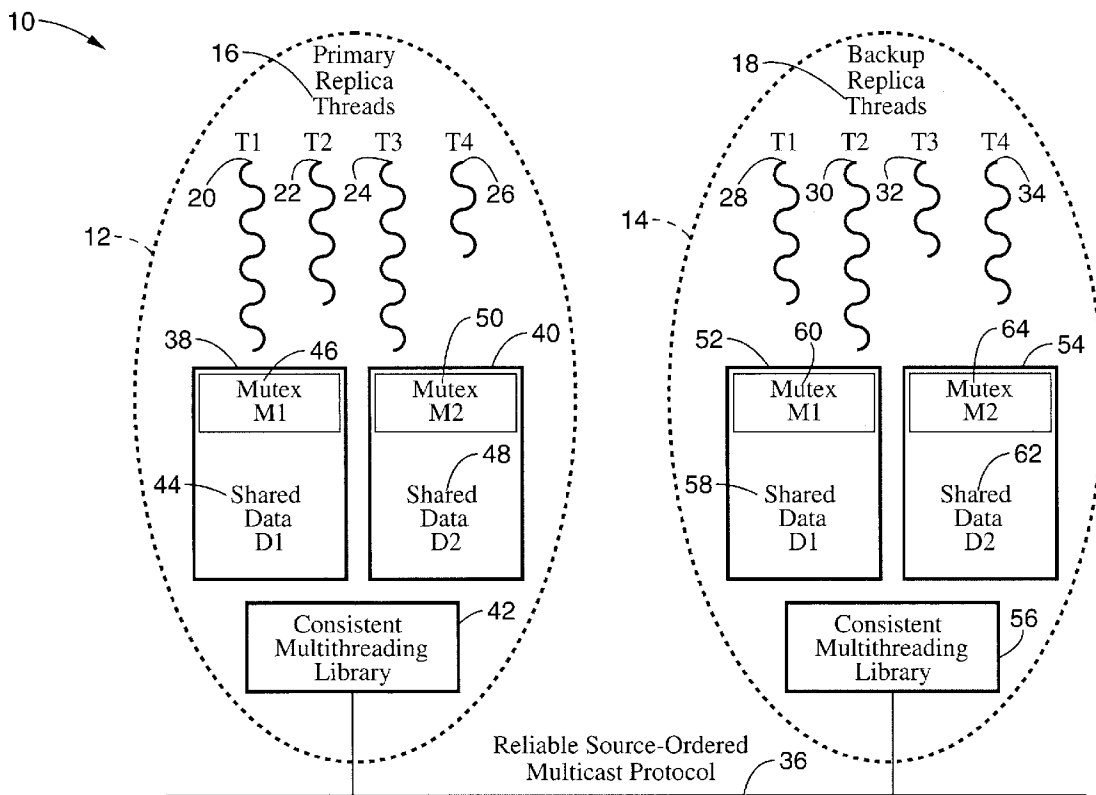 10
16
Primary
Replica
Threads
18
Backup
Replica
Threads
T1 T2 T3 T4
20 22 24 26
T1 T2 T3 T4
28 30 32 34
12
14
38 46 50 40
Mutex
M1
Mutex
M2
44
Shared
Data
D1
48
Shared
Data
D2
52 60 64 54
Mutex
M1
Mutex
M2
58
Shared
Data
D1
62
Shared
Data
D2
Consistent
Multithreading
Library
42
Consistent
Multithreading
Library
56
Reliable Source-Ordered
Multicast Protocol
36